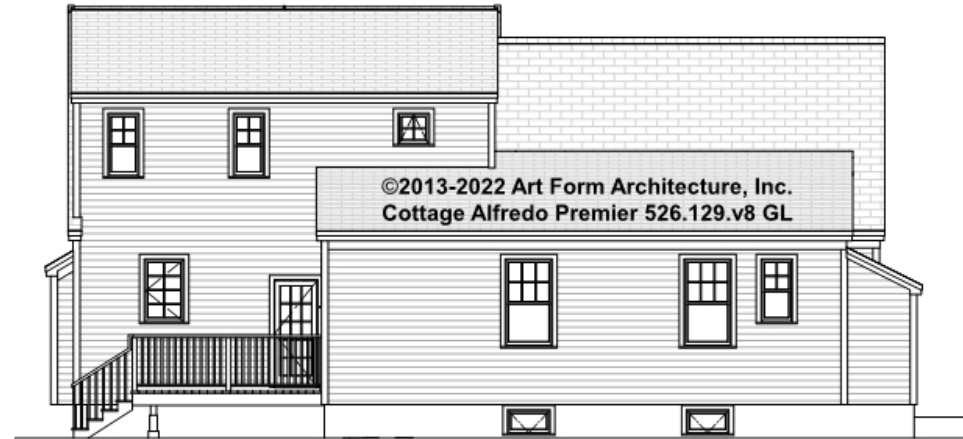 ©2013-2022 Art Form Architecture, Inc.
Cottage Alfredo Premier 526.129.v8 GL